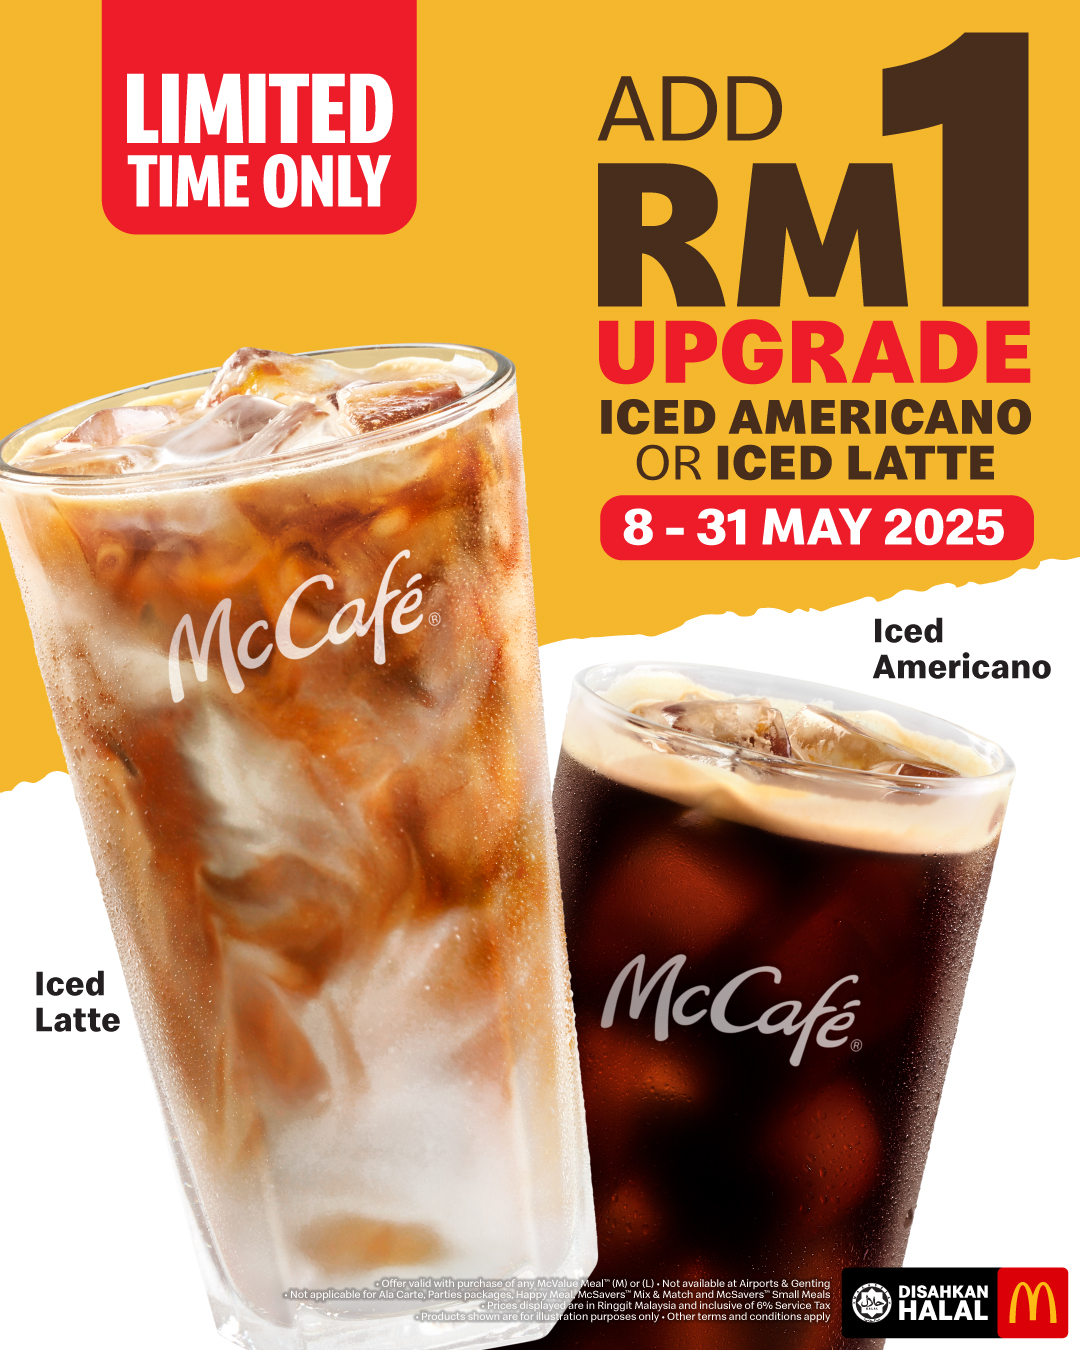 LIMITED
TIME ONLY
ADD
RM1
UPGRADE
ICED AMERICANO
OR ICED LATTE
8 - 31 MAY 2025
Iced
Americano
McCafé®
McCafé®
Iced
Latte
• Offer valid with purchase of any McValue Meal™ (M) or (L) • Not available at Airports & Genting
• Not applicable for Ala Carte, Parties packages, Happy Meal, McSavers™ Mix & Match and McSavers™ Small Meals
• Prices displayed are in Ringgit Malaysia and inclusive of 6% Service Tax
• Products shown are for illustration purposes only • Other terms and conditions apply
DISAHKAN
HALAL